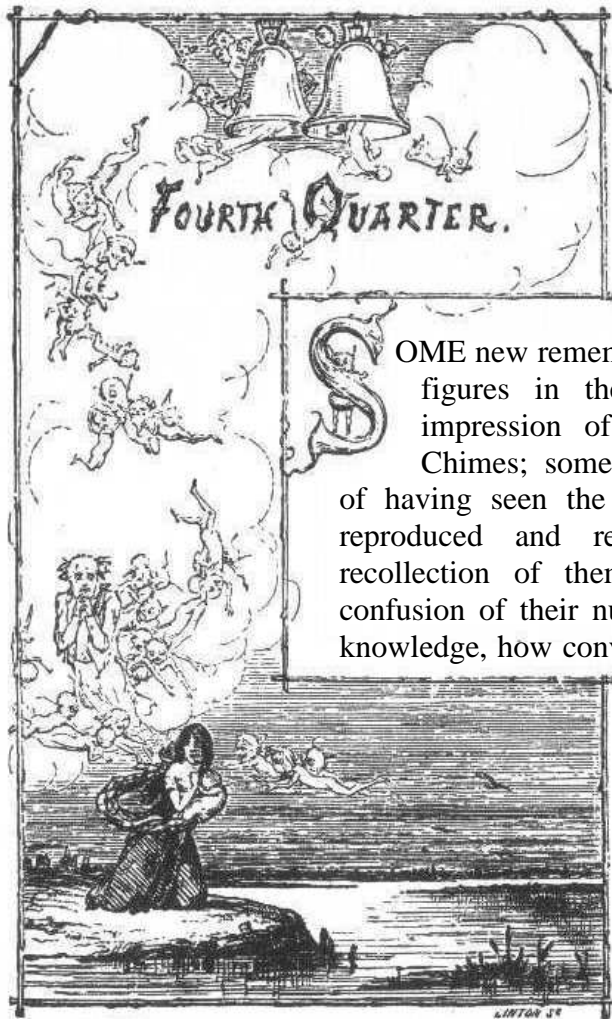 FOURTH QUARTER.
SOME new remem
figures in the
impression of
Chimes; some
of having seen the
reproduced and re
recollection of them
confusion of their nu
knowledge, how conv
LINTON SC